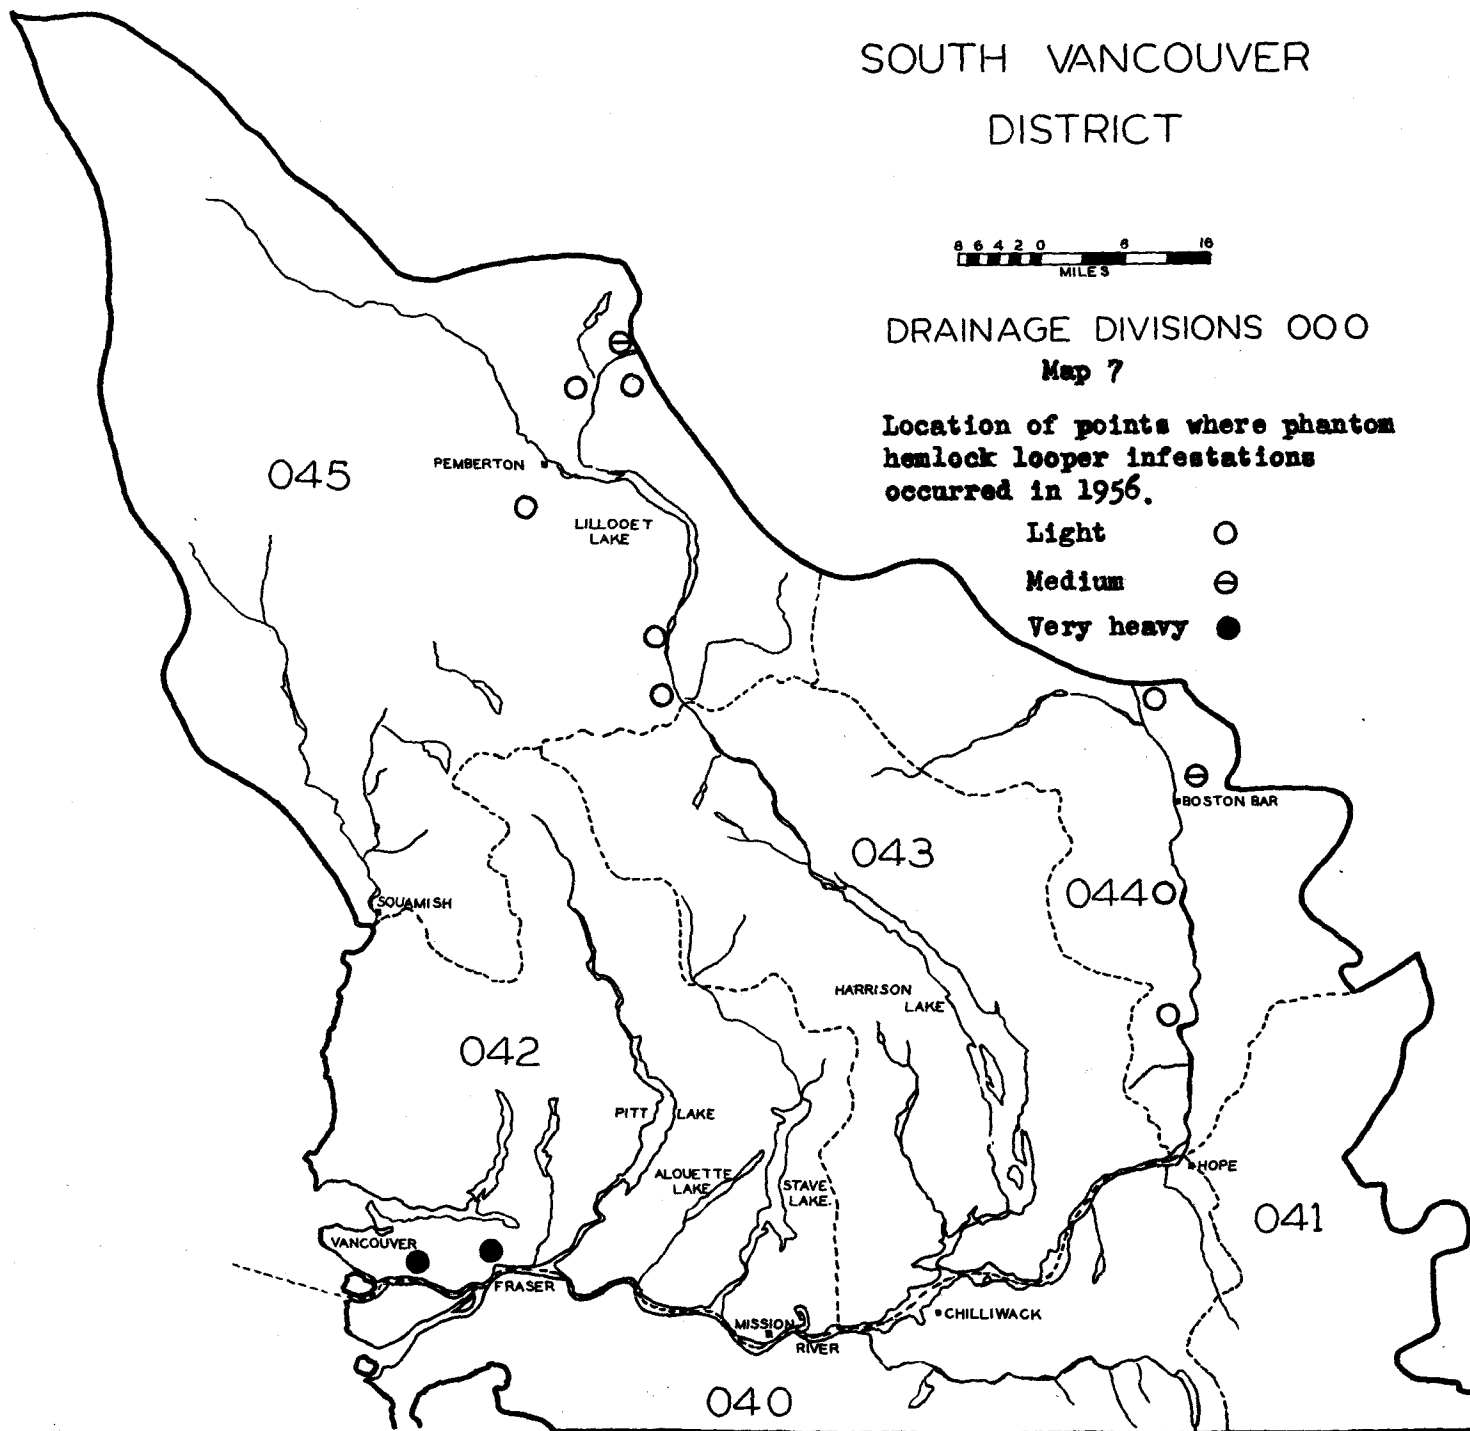 SOUTH VANCOUVER
DISTRICT
8 6 4 2 0 8 16
MILES
DRAINAGE DIVISIONS 000
Map 7
Location of points where phantom
hemlock looper infestations
occurred in 1956.
Light
Medium
Very heavy
045
PEMBERTON
LILLOOET
LAKE
BOSTON BAR
043
044
SQUAMISH
HARRISON
LAKE
042
PITT LAKE
ALOUETTE
LAKE
STAVE
LAKE
HOPE
041
VANCOUVER
FRASER
CHILLIWACK
MISSION
RIVER
040